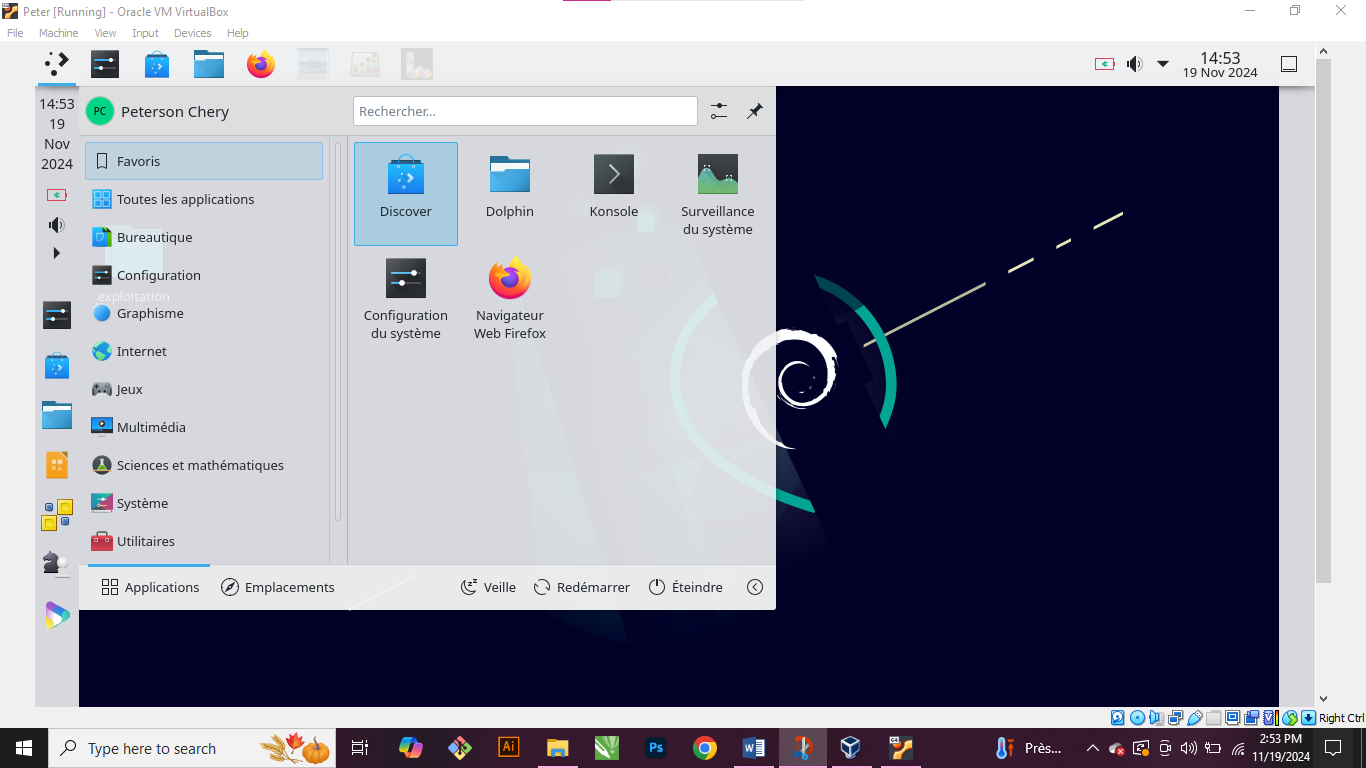 Peter [Running] - Oracle VM VirtualBox
File Machine View Input Devices Help
14:53
19 Nov 2024
14:53
19
Nov
2024
PC Peterson Chery
Rechercher...
Favoris
Toutes les applications
Bureautique
Configuration
exploitation
Graphisme
Internet
Jeux
Multimédia
Sciences et mathématiques
Système
Utilitaires
Discover
Dolphin
Konsole
Surveillance
du système
Configuration
du système
Navigateur
Web Firefox
Applications
Emplacements
Veille
Redémarrer
Éteindre
Right Ctrl
Type here to search
Ai
Ps
W
Près...
2:53 PM
11/19/2024